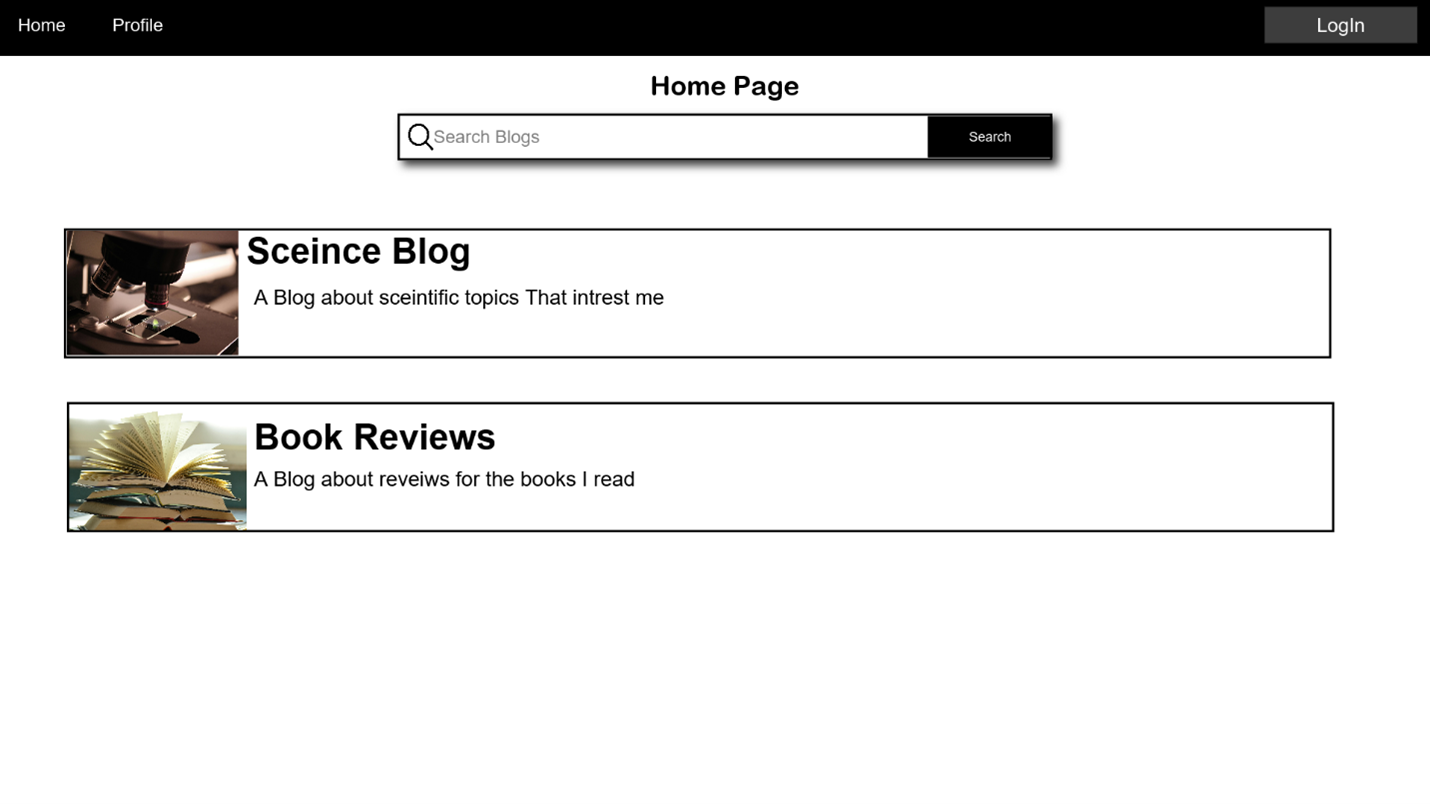 Home Profile LogIn
Home Page
Search Blogs Search
Sceince Blog
A Blog about sceintific topics That intrest me
Book Reviews
A Blog about reveiws for the books I read